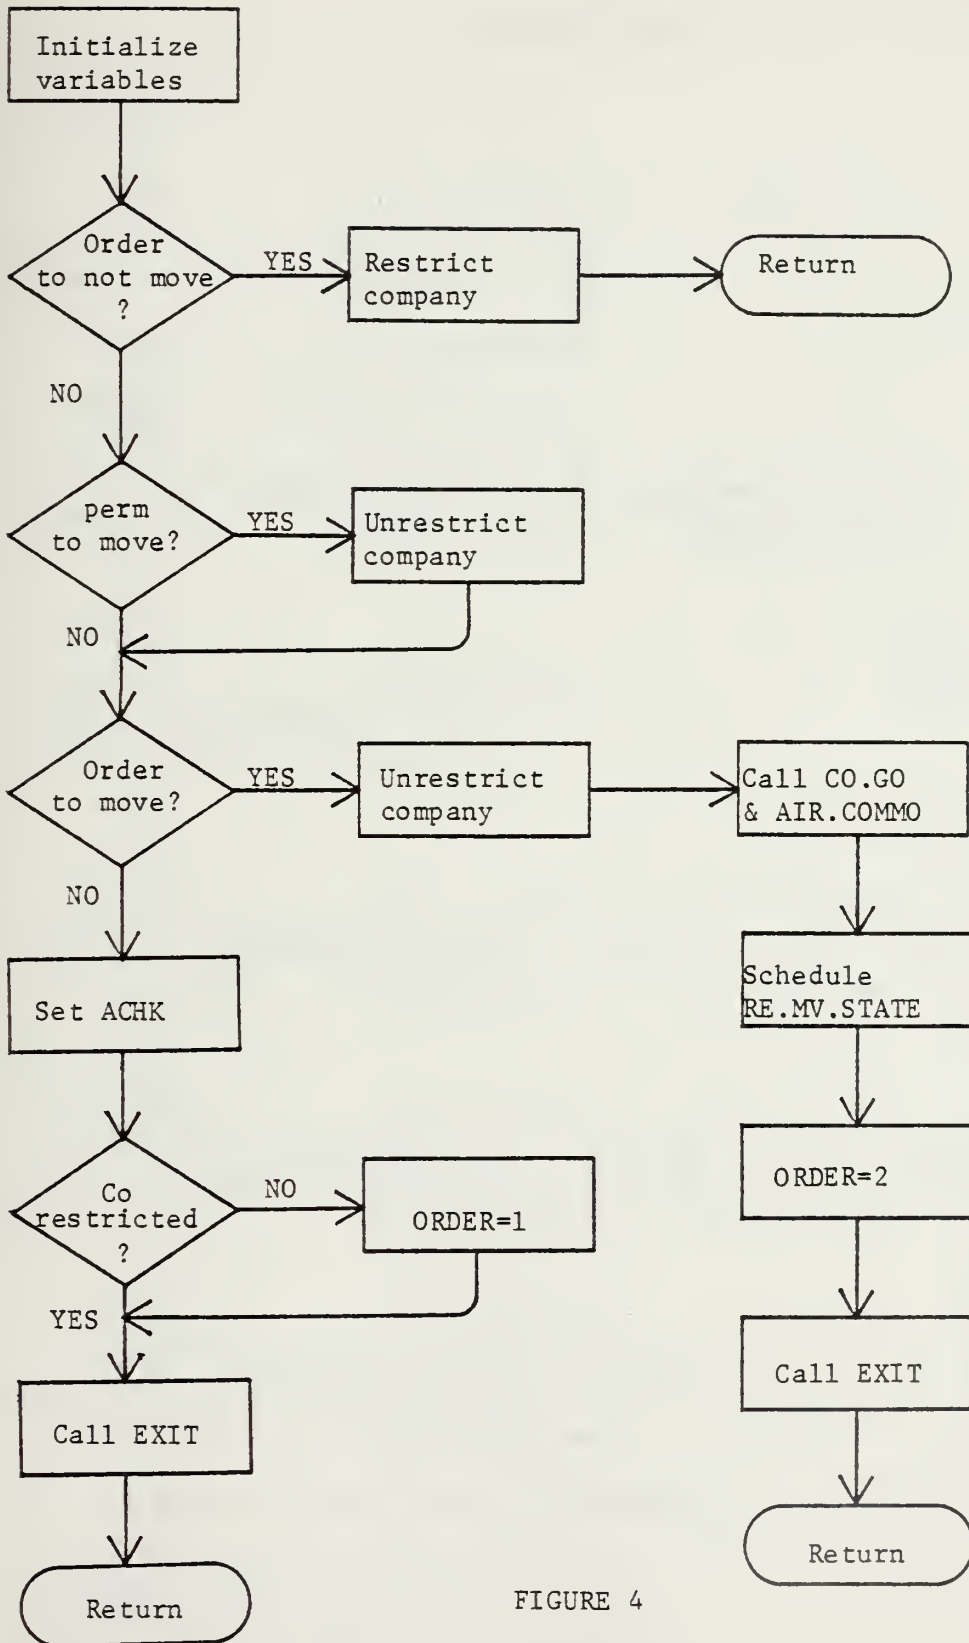 Initialize
variables
Order
to not move
?
YES
Restrict
company
Return
NO
perm
to move?
YES
Unrestrict
company
NO
Order
to move?
YES
Unrestrict
company
Call CO.GO
& AIR.COMMO
NO
Schedule
RE.MV.STATE
Set ACHK
ORDER=2
Co
restricted
?
NO
ORDER=1
YES
Call EXIT
Call EXIT
Return
Return
FIGURE 4